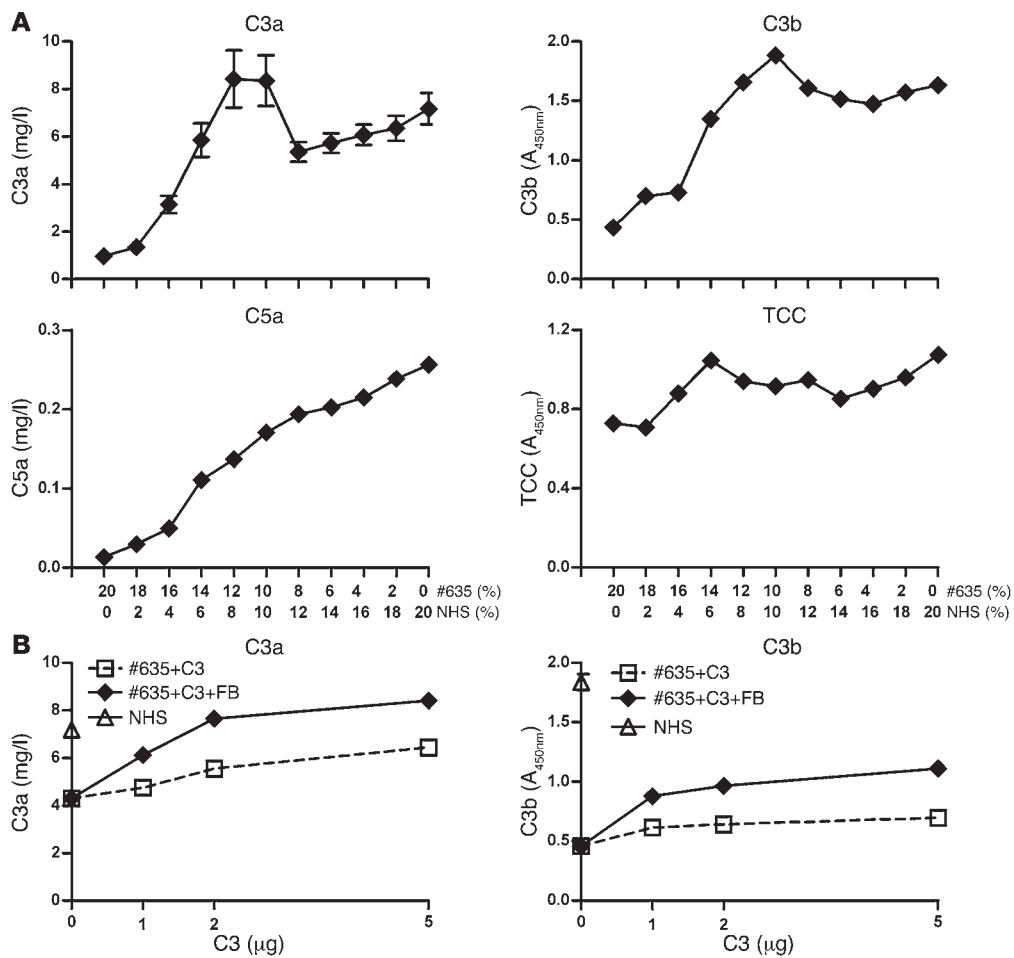 A
C3a
C3a (mg/l)
10
8
6
4
2
0
C3b
C3b (A450nm)
2.0
1.5
1.0
0.5
0.0
C5a
C5a (mg/l)
0.3
0.2
0.1
0.0
20 18 16 14 12 10 8 6 4 2 0 #635 (%)
0 2 4 6 8 10 12 14 16 18 20 NHS (%)
TCC
TCC (A450nm)
1.2
0.8
0.4
0.0
20 18 16 14 12 10 8 6 4 2 0 #635 (%)
0 2 4 6 8 10 12 14 16 18 20 NHS (%)
B
C3a
C3a (mg/l)
10
8
6
4
2
0
#635+C3
#635+C3+FB
NHS
0 1 2 5
C3 (μg)
C3b
C3b (A450nm)
2.0
1.5
1.0
0.5
0.0
#635+C3
#635+C3+FB
NHS
0 1 2 5
C3 (μg)